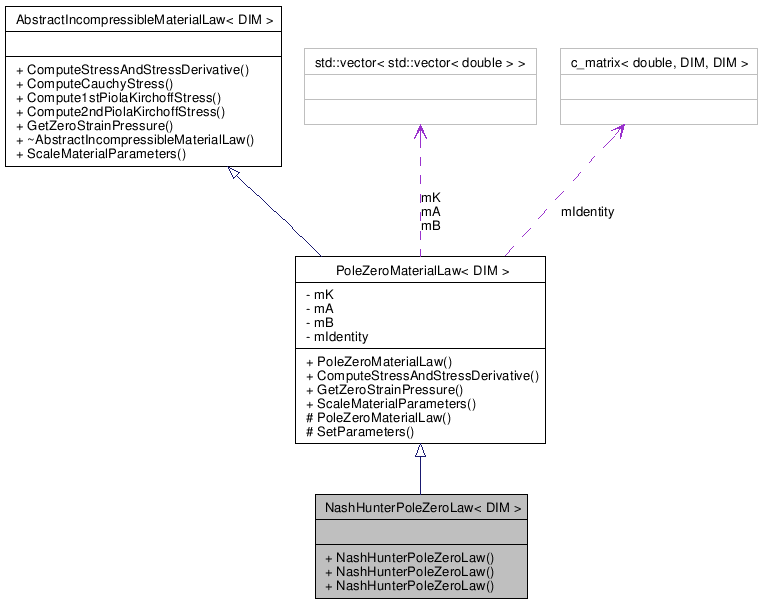 AbstractIncompressibleMaterialLaw< DIM >
+ ComputeStressAndStressDerivative()
+ ComputeCauchyStress()
+ Compute1stPiolaKirchoffStress()
+ Compute2ndPiolaKirchoffStress()
+ GetZeroStrainPressure()
+ ~AbstractIncompressibleMaterialLaw()
+ ScaleMaterialParameters()
std::vector< std::vector< double > >
c_matrix< double, DIM, DIM >
mK
mA
mB
mIdentity
PoleZeroMaterialLaw< DIM >
- mK
- mA
- mB
- mIdentity
+ PoleZeroMaterialLaw()
+ ComputeStressAndStressDerivative()
+ GetZeroStrainPressure()
+ ScaleMaterialParameters()
# PoleZeroMaterialLaw()
# SetParameters()
NashHunterPoleZeroLaw< DIM >
+ NashHunterPoleZeroLaw()
+ NashHunterPoleZeroLaw()
+ NashHunterPoleZeroLaw()